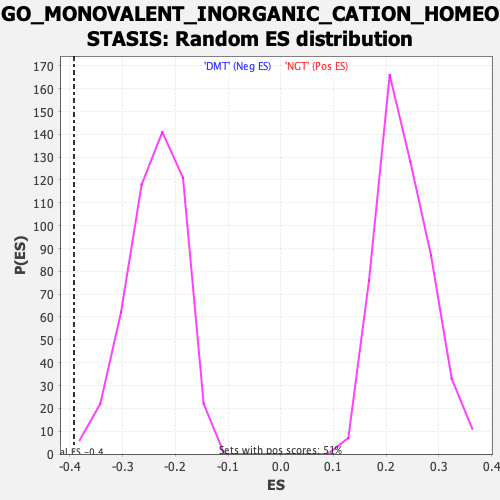 GO_MONOVALENT_INORGANIC_CATION_HOMEO
STASIS: Random ES distribution
'DMT' (Neg ES) 'NGT' (Pos ES)
170
160
150
140
130
120
110
100
90
80
70
60
50
40
30
20
10
0
P(ES)
al ES -0.4
Sets with pos scores: 51%
-0.4 -0.3 -0.2 -0.1 0.0 0.1 0.2 0.3 0.4
ES